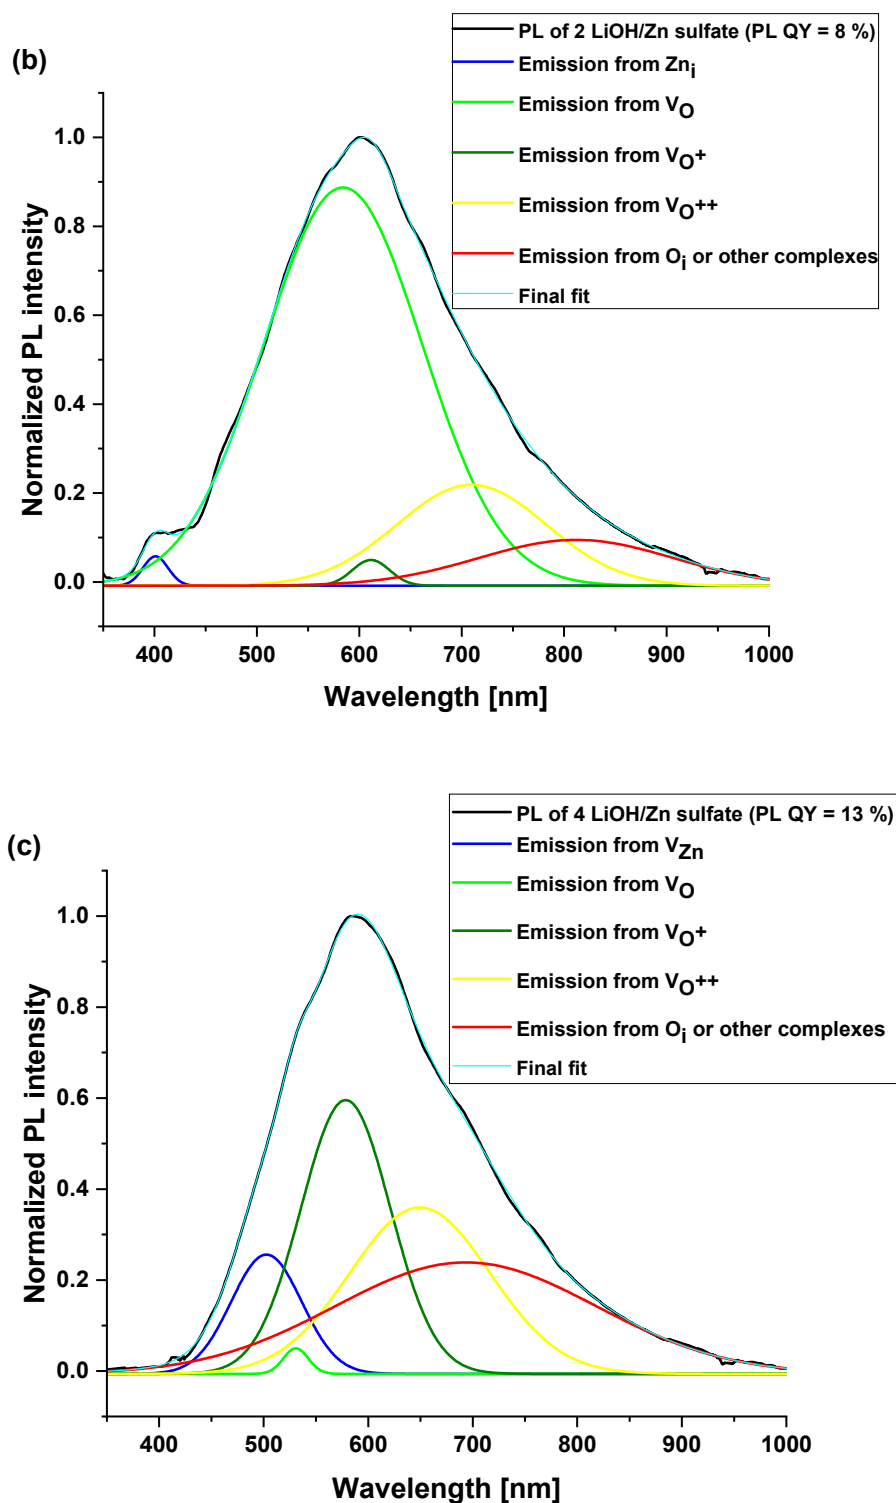 (b)
PL of 2 LiOH/Zn sulfate (PL QY = 8 %)
Emission from Zni
Emission from VO
Emission from VO+
Emission from VO++
Emission from Oi or other complexes
Final fit
Normalized PL intensity
1.0
0.8
0.6
0.4
0.2
0.0
400 500 600 700 800 900 1000
Wavelength [nm]
(c)
PL of 4 LiOH/Zn sulfate (PL QY = 13 %)
Emission from VZn
Emission from VO
Emission from VO+
Emission from VO++
Emission from Oi or other complexes
Final fit
Normalized PL intensity
1.0
0.8
0.6
0.4
0.2
0.0
400 500 600 700 800 900 1000
Wavelength [nm]